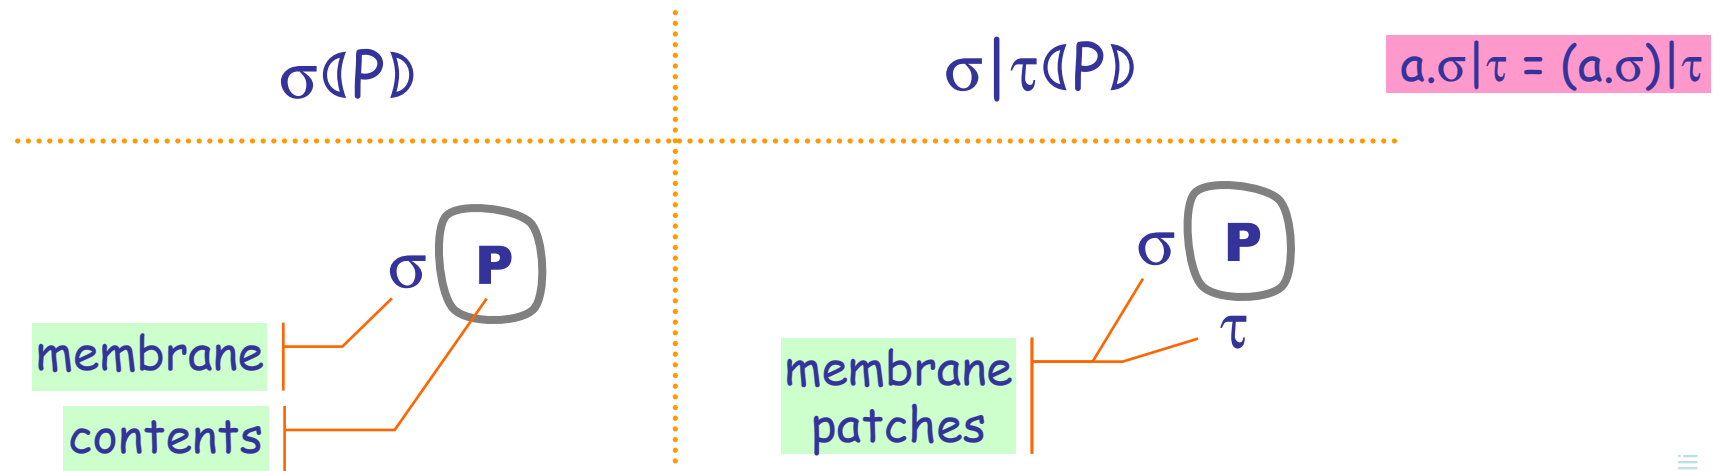 σ⦇P⦈
σ|τ⦇P⦈
a.σ|τ = (a.σ)|τ
σ P
membrane
contents
σ P
τ
membrane
patches